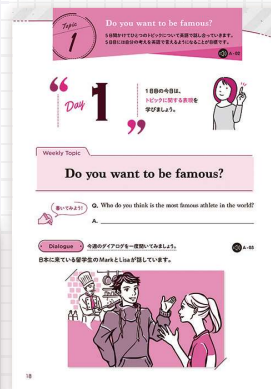 Topic
1
Do you want to be famous?
5日間かけてひとつのトピックについて英語で話し合っていきます。
5日目には自分の考えを英語で言えるようになることが目標です。
A-02
Day 1
1日目の今日は、
トピックに関する表現を
学びましょう。
Weekly Topic
Do you want to be famous?
書いてみよう！
Q. Who do you think is the most famous athlete in the world?
A.
Dialogue
今週のダイアログを一度聞いてみましょう。
A-03
日本に来ている留学生のMarkとLisaが話しています。
18